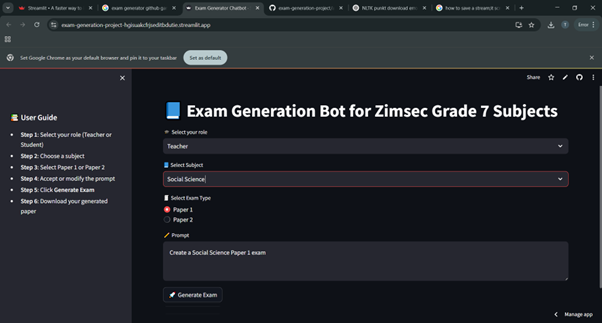 Streamlit • A faster way to
exam generator github gu
Exam Generator Chatbot -
exam-generation-project/
NLTK punkt download err
how to save a streamlit s
exam-generation-project-hgisuakcfsjseditbdutie.streamlit.app
Error
Set Google Chrome as your default browser and pin it to your taskbar
Set as default
Share
User Guide
Step 1: Select your role (Teacher or
Student)
Step 2: Choose a subject
Step 3: Select Paper 1 or Paper 2
Step 4: Accept or modify the prompt
Step 5: Click Generate Exam
Step 6: Download your generated
paper
Exam Generation Bot for Zimsec Grade 7 Subjects
Select your role
Teacher
Select Subject
Social Science
Select Exam Type
Paper 1
Paper 2
Prompt
Create a Social Science Paper 1 exam
Generate Exam
Manage app